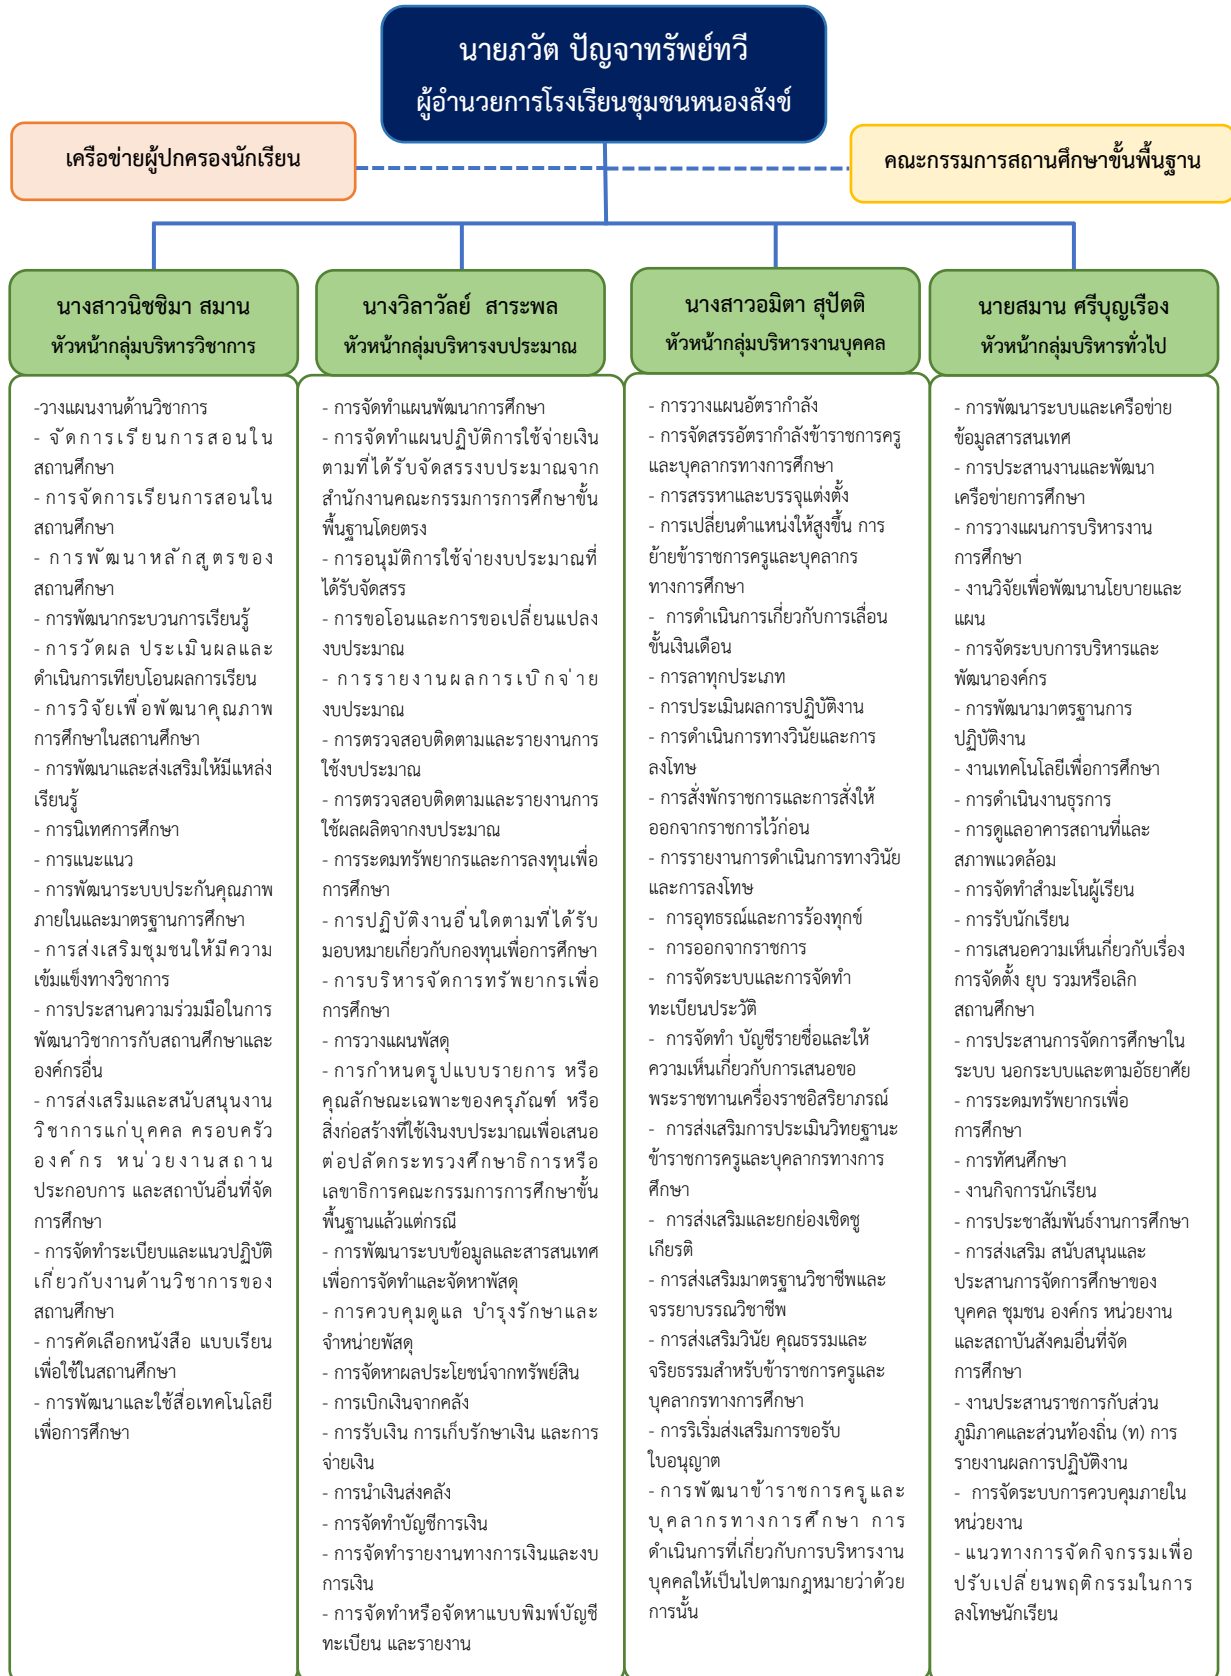 นายภวัต ปัญจาทรัพย์ทวี
ผู้อำนวยการโรงเรียนชุมชนหนองสังข์
เครือข่ายผู้ปกครองนักเรียน
คณะกรรมการสถานศึกษาขั้นพื้นฐาน
นางสาวนิชชิมา สมาน
หัวหน้ากลุ่มบริหารวิชาการ
-วางแผนงานด้านวิชาการ
- จัดการเรียนการสอนใน
สถานศึกษา
- การจัดการเรียนการสอนใน
สถานศึกษา
- การพัฒนาหลักสูตรของ
สถานศึกษา
- การพัฒนากระบวนการเรียนรู้
- การวัดผล ประเมินผลและ
ดำเนินการเทียบโอนผลการเรียน
- การวิจัยเพื่อพัฒนาคุณภาพ
การศึกษาในสถานศึกษา
- การพัฒนาและส่งเสริมให้มีแหล่ง
เรียนรู้
- การนิเทศการศึกษา
- การแนะแนว
- การพัฒนาระบบประกันคุณภาพ
ภายในและมาตรฐานการศึกษา
- การส่งเสริมชุมชนให้มีความ
เข้มแข็งทางวิชาการ
- การประสานความร่วมมือในการ
พัฒนาวิชาการกับสถานศึกษาและ
องค์กรอื่น
- การส่งเสริมและสนับสนุนงาน
วิชาการแก่บุคคล ครอบครัว
องค์กร หน่วยงานสถาน
ประกอบการ และสถาบันอื่นที่จัด
การศึกษา
- การจัดทำระเบียบและแนวปฏิบัติ
เกี่ยวกับงานด้านวิชาการของ
สถานศึกษา
- การคัดเลือกหนังสือ แบบเรียน
เพื่อใช้ในสถานศึกษา
- การพัฒนาและใช้สื่อเทคโนโลยี
เพื่อการศึกษา
นางวิลาวัลย์ สาระพล
หัวหน้ากลุ่มบริหารงบประมาณ
- การจัดทำแผนพัฒนาการศึกษา
- การจัดทำแผนปฏิบัติการใช้จ่ายเงิน
ตามที่ได้รับจัดสรรงบประมาณจาก
สำนักงานคณะกรรมการการศึกษาขั้น
พื้นฐานโดยตรง
- การอนุมัติการใช้จ่ายงบประมาณที่
ได้รับจัดสรร
- การขอโอนและการขอเปลี่ยนแปลง
งบประมาณ
- การรายงานผลการเบิกจ่าย
งบประมาณ
- การตรวจสอบติดตามและรายงานการ
ใช้งบประมาณ
- การตรวจสอบติดตามและรายงานการ
ใช้ผลผลิตจากงบประมาณ
- การระดมทรัพยากรและการลงทุนเพื่อ
การศึกษา
- การปฏิบัติงานอื่นใดตามที่ได้รับ
มอบหมายเกี่ยวกับกองทุนเพื่อการศึกษา
- การบริหารจัดการทรัพยากรเพื่อ
การศึกษา
- การวางแผนพัสดุ
- การกำหนดรูปแบบรายการ หรือ
คุณลักษณะเฉพาะของครุภัณฑ์ หรือ
สิ่งก่อสร้างที่ใช้เงินงบประมาณเพื่อเสนอ
ต่อปลัดกระทรวงศึกษาธิการหรือ
เลขาธิการคณะกรรมการการศึกษาขั้น
พื้นฐานแล้วแต่กรณี
- การพัฒนาระบบข้อมูลและสารสนเทศ
เพื่อการจัดทำและจัดหาพัสดุ
- การควบคุมดูแล บำรุงรักษาและ
จำหน่ายพัสดุ
- การจัดหาผลประโยชน์จากทรัพย์สิน
- การเบิกเงินจากคลัง
- การรับเงิน การเก็บรักษาเงิน และการ
จ่ายเงิน
- การนำเงินส่งคลัง
- การจัดทำบัญชีการเงิน
- การจัดทำรายงานทางการเงินและงบ
การเงิน
- การจัดทำหรือจัดหาแบบพิมพ์บัญชี
ทะเบียน และรายงาน
นางสาวอมิตา สุปัตติ
หัวหน้ากลุ่มบริหารงานบุคคล
- การวางแผนอัตรากำลัง
- การจัดสรรอัตรากำลังข้าราชการครู
และบุคลากรทางการศึกษา
- การสรรหาและบรรจุแต่งตั้ง
- การเปลี่ยนตำแหน่งให้สูงขึ้น การ
ย้ายข้าราชการครูและบุคลากร
ทางการศึกษา
- การดำเนินการเกี่ยวกับการเลื่อน
ขั้นเงินเดือน
- การลาทุกประเภท
- การประเมินผลการปฏิบัติงาน
- การดำเนินการทางวินัยและการ
ลงโทษ
- การสั่งพักราชการและการสั่งให้
ออกจากราชการไว้ก่อน
- การรายงานการดำเนินการทางวินัย
และการลงโทษ
- การอุทธรณ์และการร้องทุกข์
- การออกจากราชการ
- การจัดระบบและการจัดทำ
ทะเบียนประวัติ
- การจัดทำ บัญชีรายชื่อและให้
ความเห็นเกี่ยวกับการเสนอขอ
พระราชทานเครื่องราชอิสริยาภรณ์
- การส่งเสริมการประเมินวิทยฐานะ
ข้าราชการครูและบุคลากรทางการ
ศึกษา
- การส่งเสริมและยกย่องเชิดชู
เกียรติ
- การส่งเสริมมาตรฐานวิชาชีพและ
จรรยาบรรณวิชาชีพ
- การส่งเสริมวินัย คุณธรรมและ
จริยธรรมสำหรับข้าราชการครูและ
บุคลากรทางการศึกษา
- การริเริ่มส่งเสริมการขอรับ
ใบอนุญาต
- การพัฒนาข้าราชการครูและ
บุคลากรทางการศึกษา การ
ดำเนินการที่เกี่ยวกับการบริหารงาน
บุคคลให้เป็นไปตามกฎหมายว่าด้วย
การนั้น
นายสมาน ศรีบุญเรือง
หัวหน้ากลุ่มบริหารทั่วไป
- การพัฒนาระบบและเครือข่าย
ข้อมูลสารสนเทศ
- การประสานงานและพัฒนา
เครือข่ายการศึกษา
- การวางแผนการบริหารงาน
การศึกษา
- งานวิจัยเพื่อพัฒนานโยบายและ
แผน
- การจัดระบบการบริหารและ
พัฒนาองค์กร
- การพัฒนามาตรฐานการ
ปฏิบัติงาน
- งานเทคโนโลยีเพื่อการศึกษา
- การดำเนินงานธุรการ
- การดูแลอาคารสถานที่และ
สภาพแวดล้อม
- การจัดทำสำมะโนผู้เรียน
- การรับนักเรียน
- การเสนอความเห็นเกี่ยวกับเรื่อง
การจัดตั้ง ยุบ รวมหรือเลิก
สถานศึกษา
- การประสานการจัดการศึกษาใน
ระบบ นอกระบบและตามอัธยาศัย
- การระดมทรัพยากรเพื่อ
การศึกษา
- การทัศนศึกษา
- งานกิจการนักเรียน
- การประชาสัมพันธ์งานการศึกษา
- การส่งเสริม สนับสนุนและ
ประสานการจัดการศึกษาของ
บุคคล ชุมชน องค์กร หน่วยงาน
และสถาบันสังคมอื่นที่จัด
การศึกษา
- งานประสานราชการกับส่วน
ภูมิภาคและส่วนท้องถิ่น (ท) การ
รายงานผลการปฏิบัติงาน
- การจัดระบบการควบคุมภายใน
หน่วยงาน
- แนวทางการจัดกิจกรรมเพื่อ
ปรับเปลี่ยนพฤติกรรมในการ
ลงโทษนักเรียน